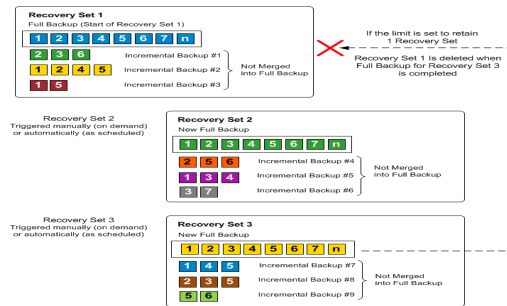 Recovery Set 1
Full Backup (Start of Recovery Set 1)
1 2 3 4 5 6 7 n
2 3 6 Incremental Backup #1
1 2 4 5 Incremental Backup #2
1 5 Incremental Backup #3
Not Merged
into Full Backup
If the limit is set to retain
1 Recovery Set
Recovery Set 1 is deleted when
Full Backup for Recovery Set 3
is completed
Recovery Set 2
Triggered manually (on demand)
or automatically (as scheduled)
Recovery Set 2
New Full Backup
1 2 3 4 5 6 7 n
2 5 6 Incremental Backup #4
1 3 4 Incremental Backup #5
3 7 Incremental Backup #6
Not Merged
into Full Backup
Recovery Set 3
Triggered manually (on demand)
or automatically (as scheduled)
Recovery Set 3
New Full Backup
1 2 3 4 5 6 7 n
1 4 5 Incremental Backup #7
2 3 5 Incremental Backup #8
5 6 Incremental Backup #9
Not Merged
into Full Backup